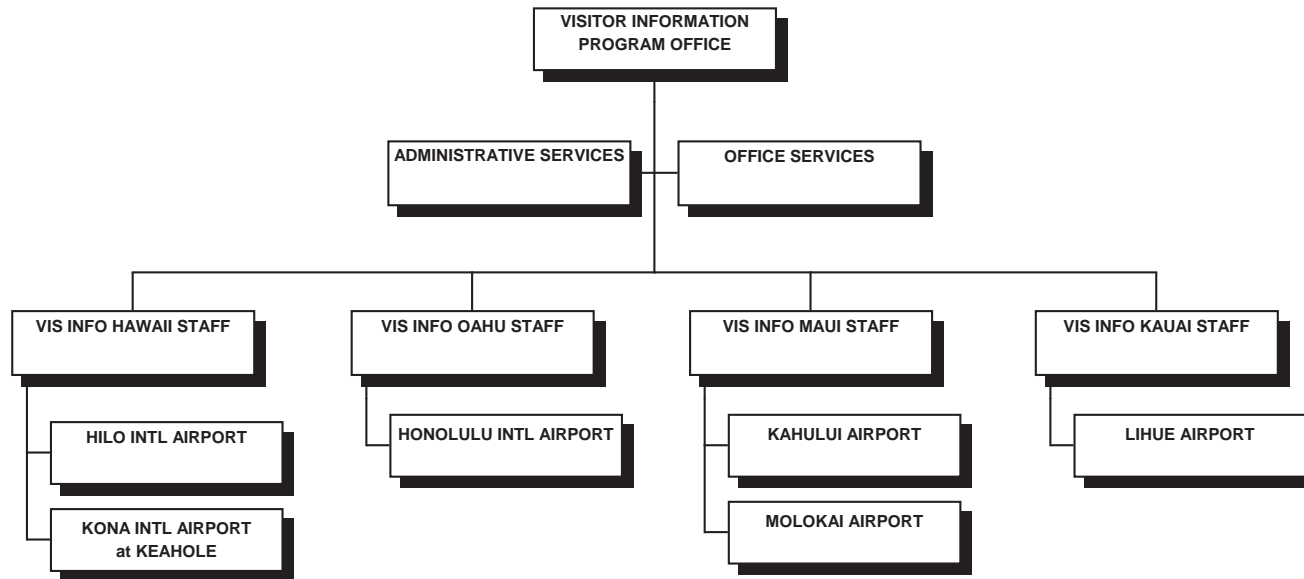 VISITOR INFORMATION
PROGRAM OFFICE
ADMINISTRATIVE SERVICES
OFFICE SERVICES
VIS INFO HAWAII STAFF
VIS INFO OAHU STAFF
VIS INFO MAUI STAFF
VIS INFO KAUAI STAFF
HILO INTL AIRPORT
HONOLULU INTL AIRPORT
KAHULUI AIRPORT
LIHUE AIRPORT
KONA INTL AIRPORT
at KEAHOLE
MOLOKAI AIRPORT